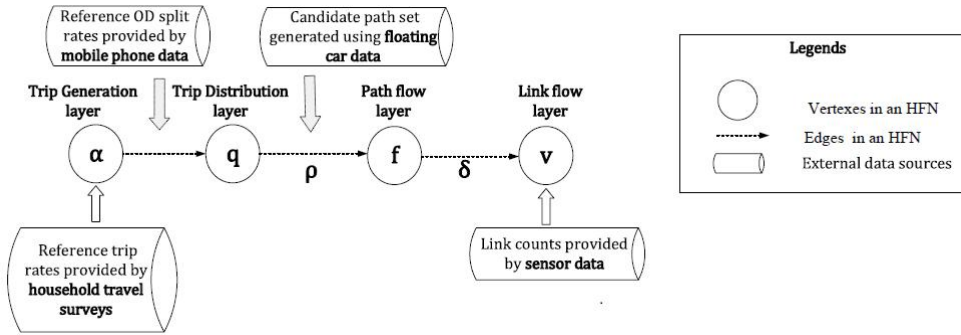 Reference OD split
rates provided by
mobile phone data
Candidate path set
generated using floating
car data
Trip Generation
layer
Trip Distribution
layer
Path flow
layer
Link flow
layer
α
q
f
v
ρ
δ
Reference trip
rates provided by
household travel
surveys
Link counts provided
by sensor data
Legends
Vertexes in an HFN
Edges in an HFN
External data sources